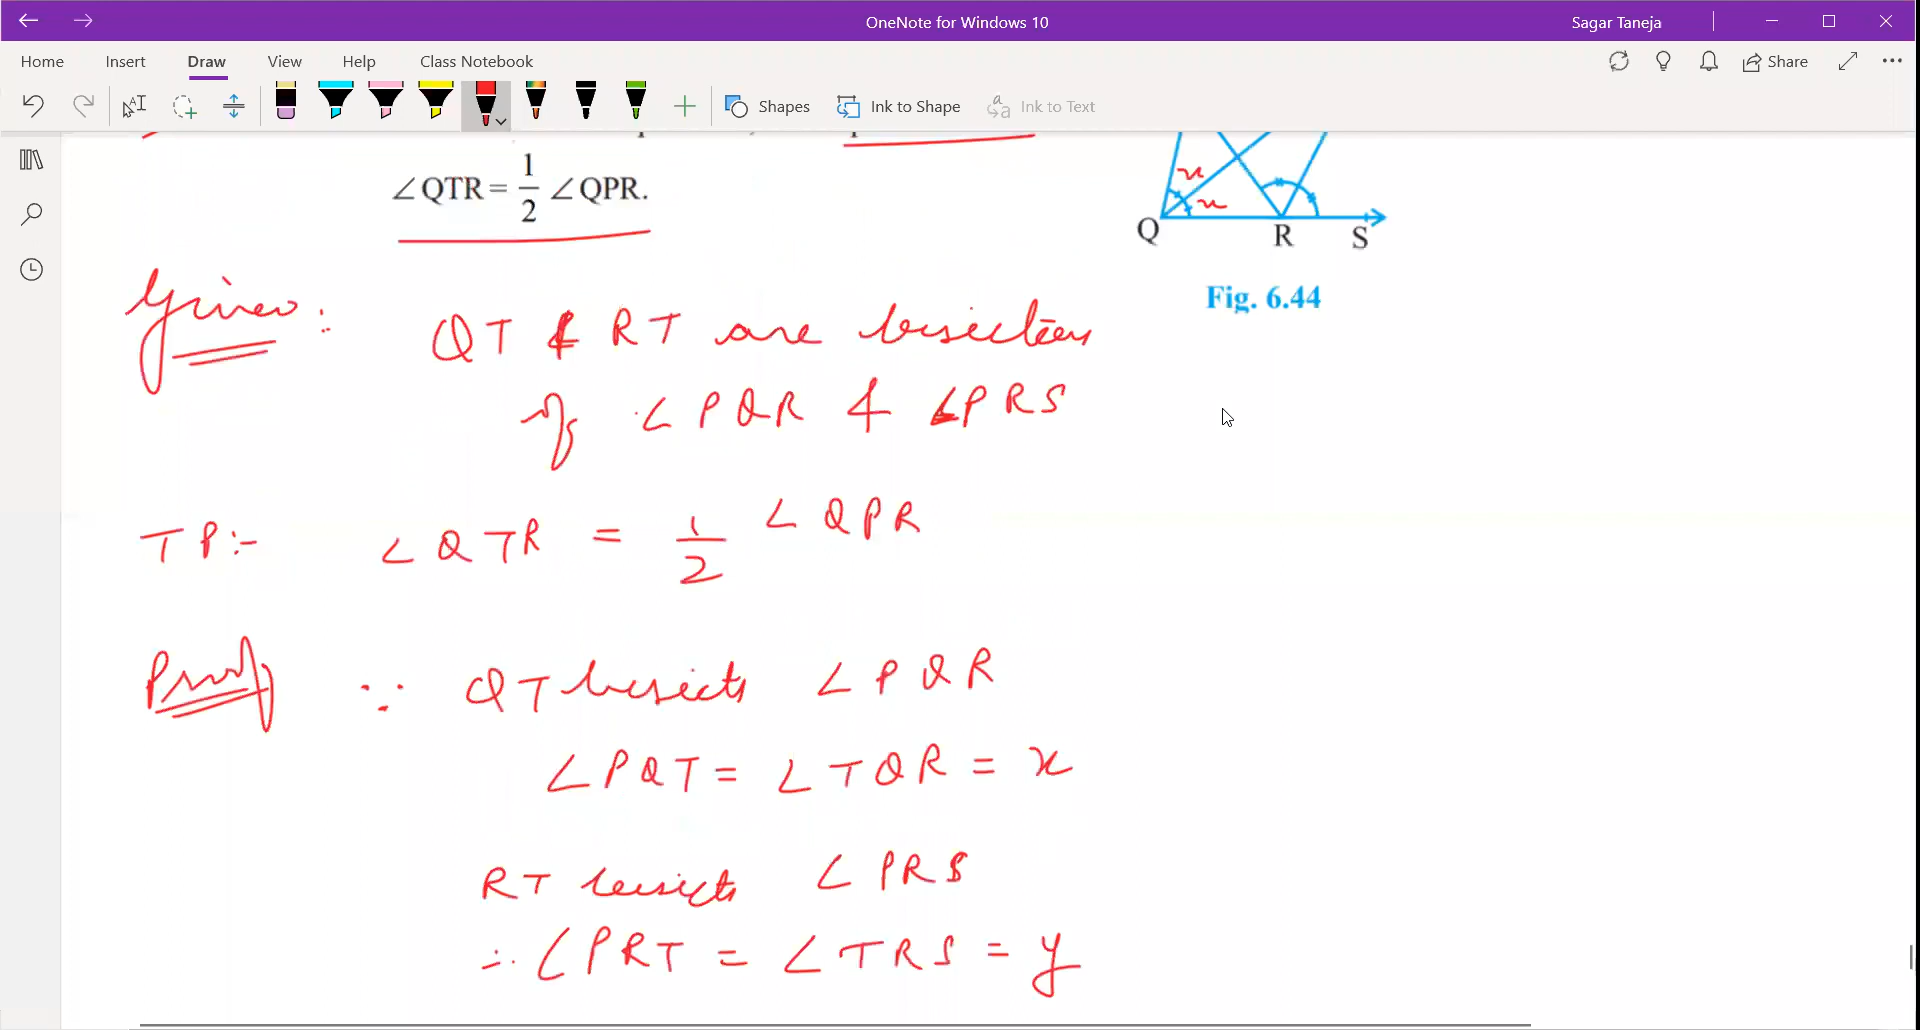 OneNote for Windows 10
Sagar Taneja
Home Insert Draw View Help Class Notebook
Share
Shapes Ink to Shape Ink to Text
∠QTR = 1/2 ∠QPR.
x
x
Q R S
Fig. 6.44
Given:
QT & RT are bisectors
of ∠PQR & ∠PRS
TP:- ∠QTR = 1/2 ∠QPR
Proof ∵ QT bisects ∠PQR
∠PQT = ∠TQR = x
RT bisects ∠PRS
∴ ∠PRT = ∠TRS = y